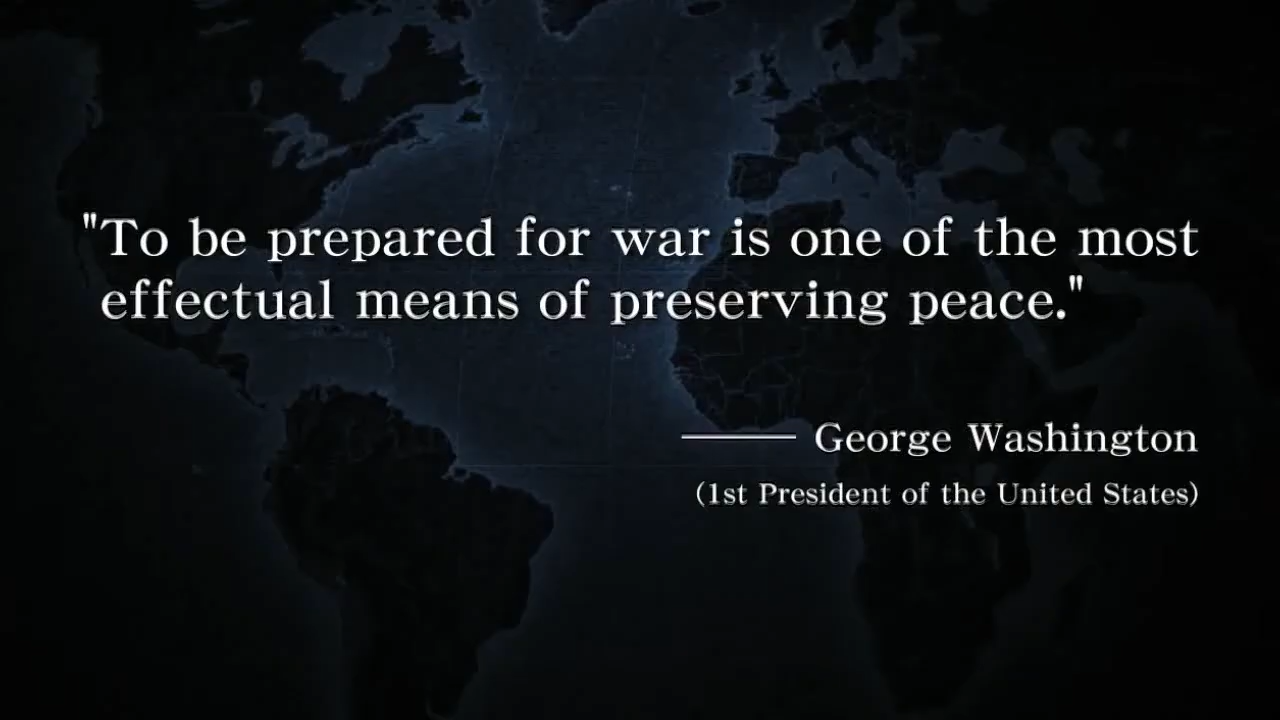 "To be prepared for war is one of the most
effectual means of preserving peace."
—— George Washington
(1st President of the United States)